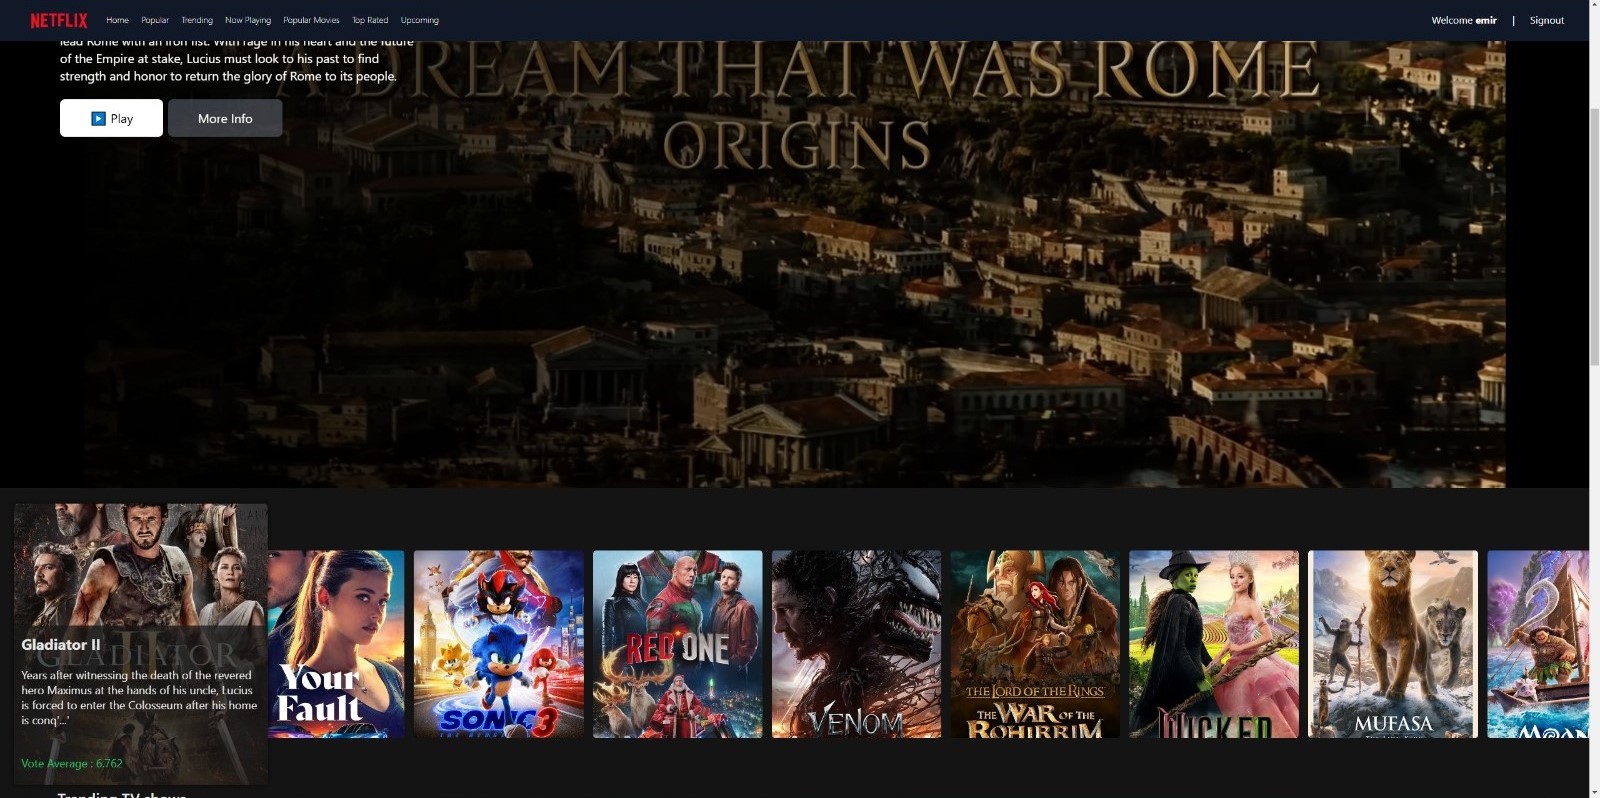 NETFLIX
Home
Popular
Trending
Now Playing
Popular Movies
Top Rated
Upcoming
Welcome emir
|
Signout
lead Rome with an iron fist. With rage in his heart and the future
of the Empire at stake, Lucius must look to his past to find
strength and honor to return the glory of Rome to its people.
Play
More Info
DREAM THAT WAS ROME
ORIGINS
Gladiator II
GLADIATOR
Years after witnessing the death of the revered
hero Maximus at the hands of his uncle, Lucius
is forced to enter the Colosseum after his home
is conq'...'
Vote Average : 6.762
Your
Fault
SONIC 3
RED ONE
VENOM
THE LORD OF THE RINGS
THE WAR OF THE
ROHIRRIM
WICKED
MUFASA
MOAN
Trending TV shows